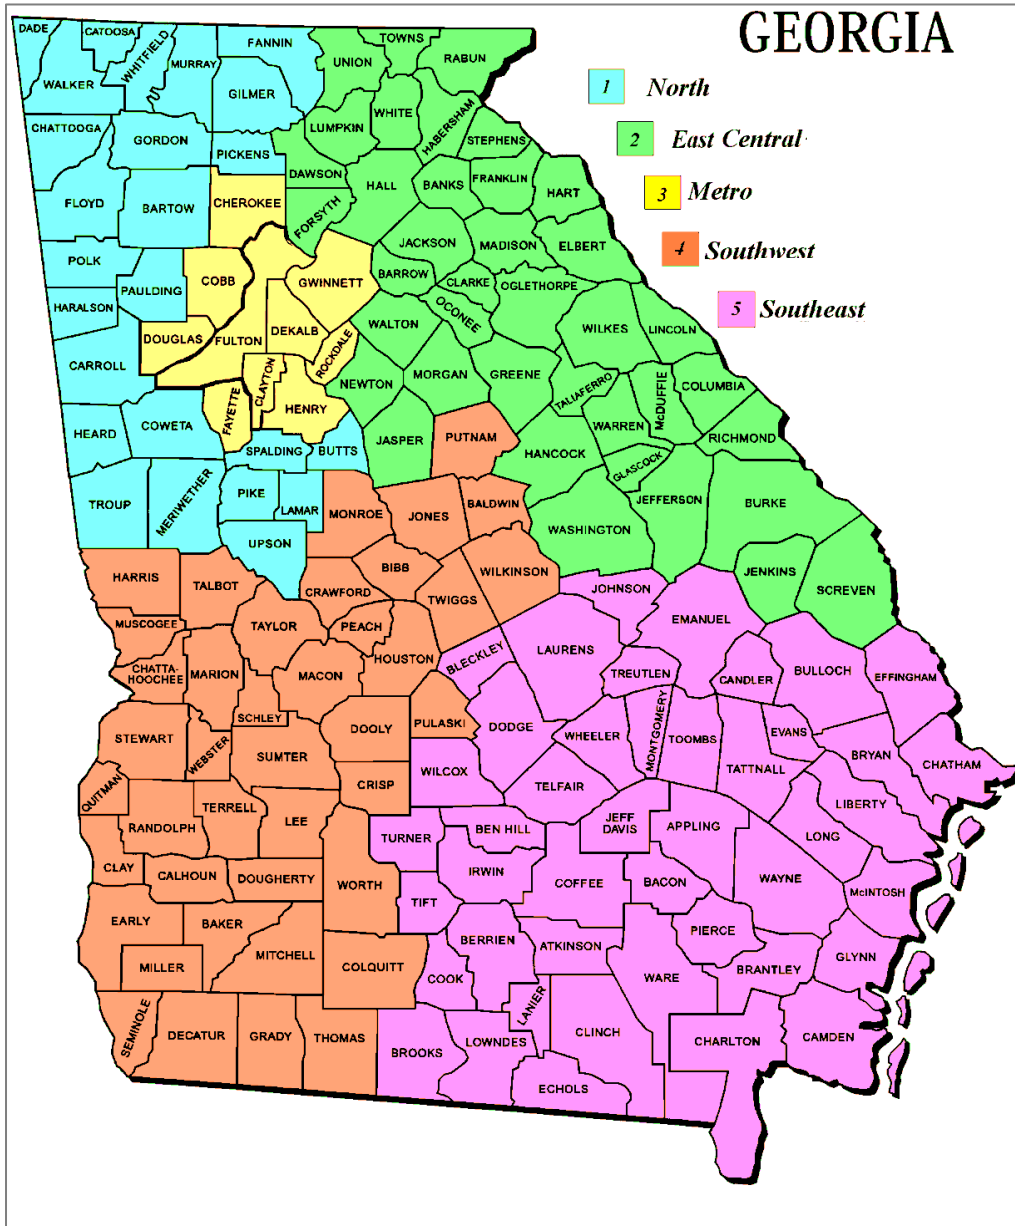 GEORGIA
1 North
2 East Central
3 Metro
4 Southwest
5 Southeast
DADE
CATOOSA
WHITFIELD
MURRAY
FANNIN
UNION
TOWNS
RABUN
WALKER
GILMER
WHITE
HABERSHAM
LUMPKIN
STEPHENS
CHATTOOGA
GORDON
PICKENS
DAWSON
HALL
BANKS
FRANKLIN
HART
FLOYD
BARTOW
CHEROKEE
FORSYTH
JACKSON
MADISON
ELBERT
POLK
PAULDING
COBB
GWINNETT
BARROW
CLARKE
OGLETHORPE
HARALSON
OCONEE
WALTON
WILKES
LINCOLN
DOUGLAS
FULTON
DEKALB
ROCKDALE
CARROLL
CLAYTON
NEWTON
MORGAN
GREENE
TALIAFERRO
McDUFFIE
COLUMBIA
FAYETTE
HENRY
HEARD
COWETA
SPALDING
BUTTS
JASPER
PUTNAM
HANCOCK
WARREN
RICHMOND
GLASCOCK
TROUP
MERIWETHER
PIKE
LAMAR
MONROE
JONES
BALDWIN
JEFFERSON
BURKE
UPSON
WASHINGTON
HARRIS
TALBOT
CRAWFORD
BIBB
TWIGGS
WILKINSON
JOHNSON
JENKINS
SCREVEN
MUSCOGEE
TAYLOR
PEACH
EMANUEL
CHATTA-
HOOCHEE
MARION
MACON
HOUSTON
BLECKLEY
LAURENS
TREUTLEN
CANDLER
BULLOCH
EFFINGHAM
SCHLEY
STEWART
WEBSTER
SUMTER
DOOLY
PULASKI
DODGE
WHEELER
MONTGOMERY
TOOMBS
EVANS
BRYAN
CHATHAM
QUITMAN
CRISP
WILCOX
TELFAIR
TATTNALL
LIBERTY
RANDOLPH
TERRELL
LEE
TURNER
BEN HILL
JEFF
DAVIS
APPLING
LONG
CLAY
CALHOUN
DOUGHERTY
WORTH
IRWIN
COFFEE
BACON
WAYNE
McINTOSH
TIFT
EARLY
BAKER
MITCHELL
BERRIEN
ATKINSON
PIERCE
MILLER
COLQUITT
COOK
WARE
BRANTLEY
GLYNN
SEMINOLE
DECATUR
GRADY
THOMAS
BROOKS
LOWNDES
LANIER
CLINCH
CHARLTON
CAMDEN
ECHOLS